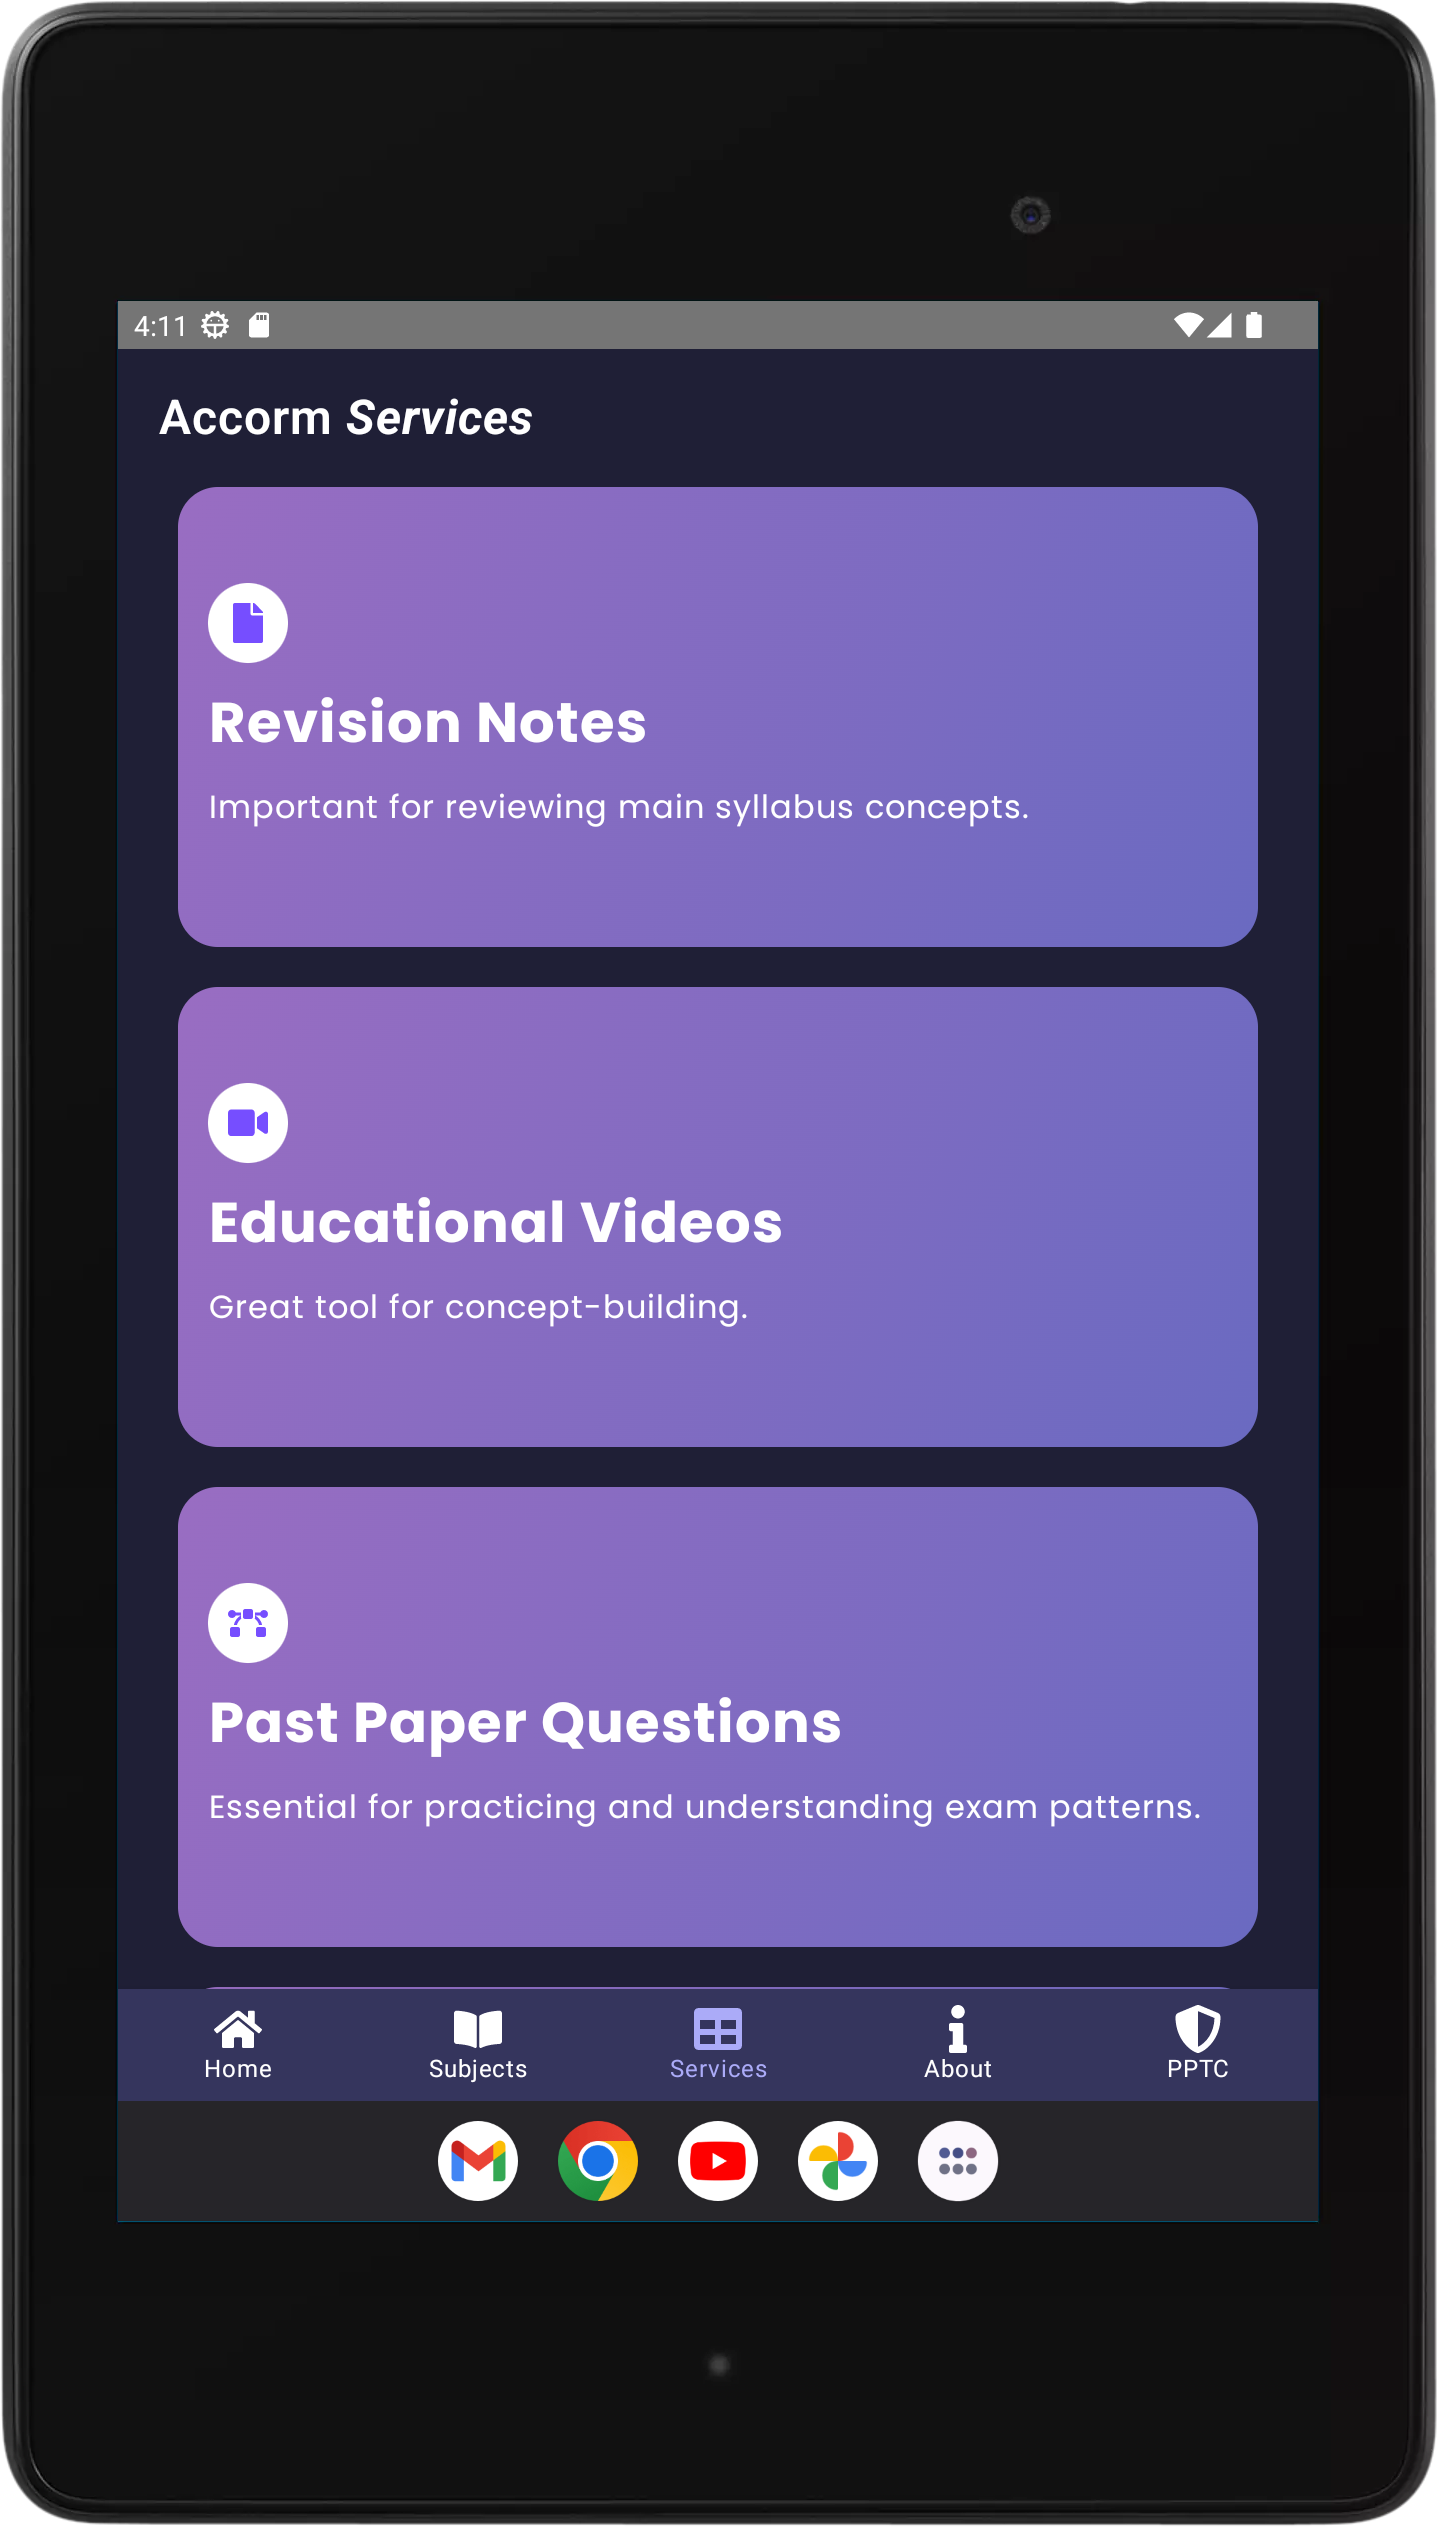 4:11
Accorm Services
Revision Notes
Important for reviewing main syllabus concepts.
Educational Videos
Great tool for concept-building.
Past Paper Questions
Essential for practicing and understanding exam patterns.
Home Subjects Services About PPTC